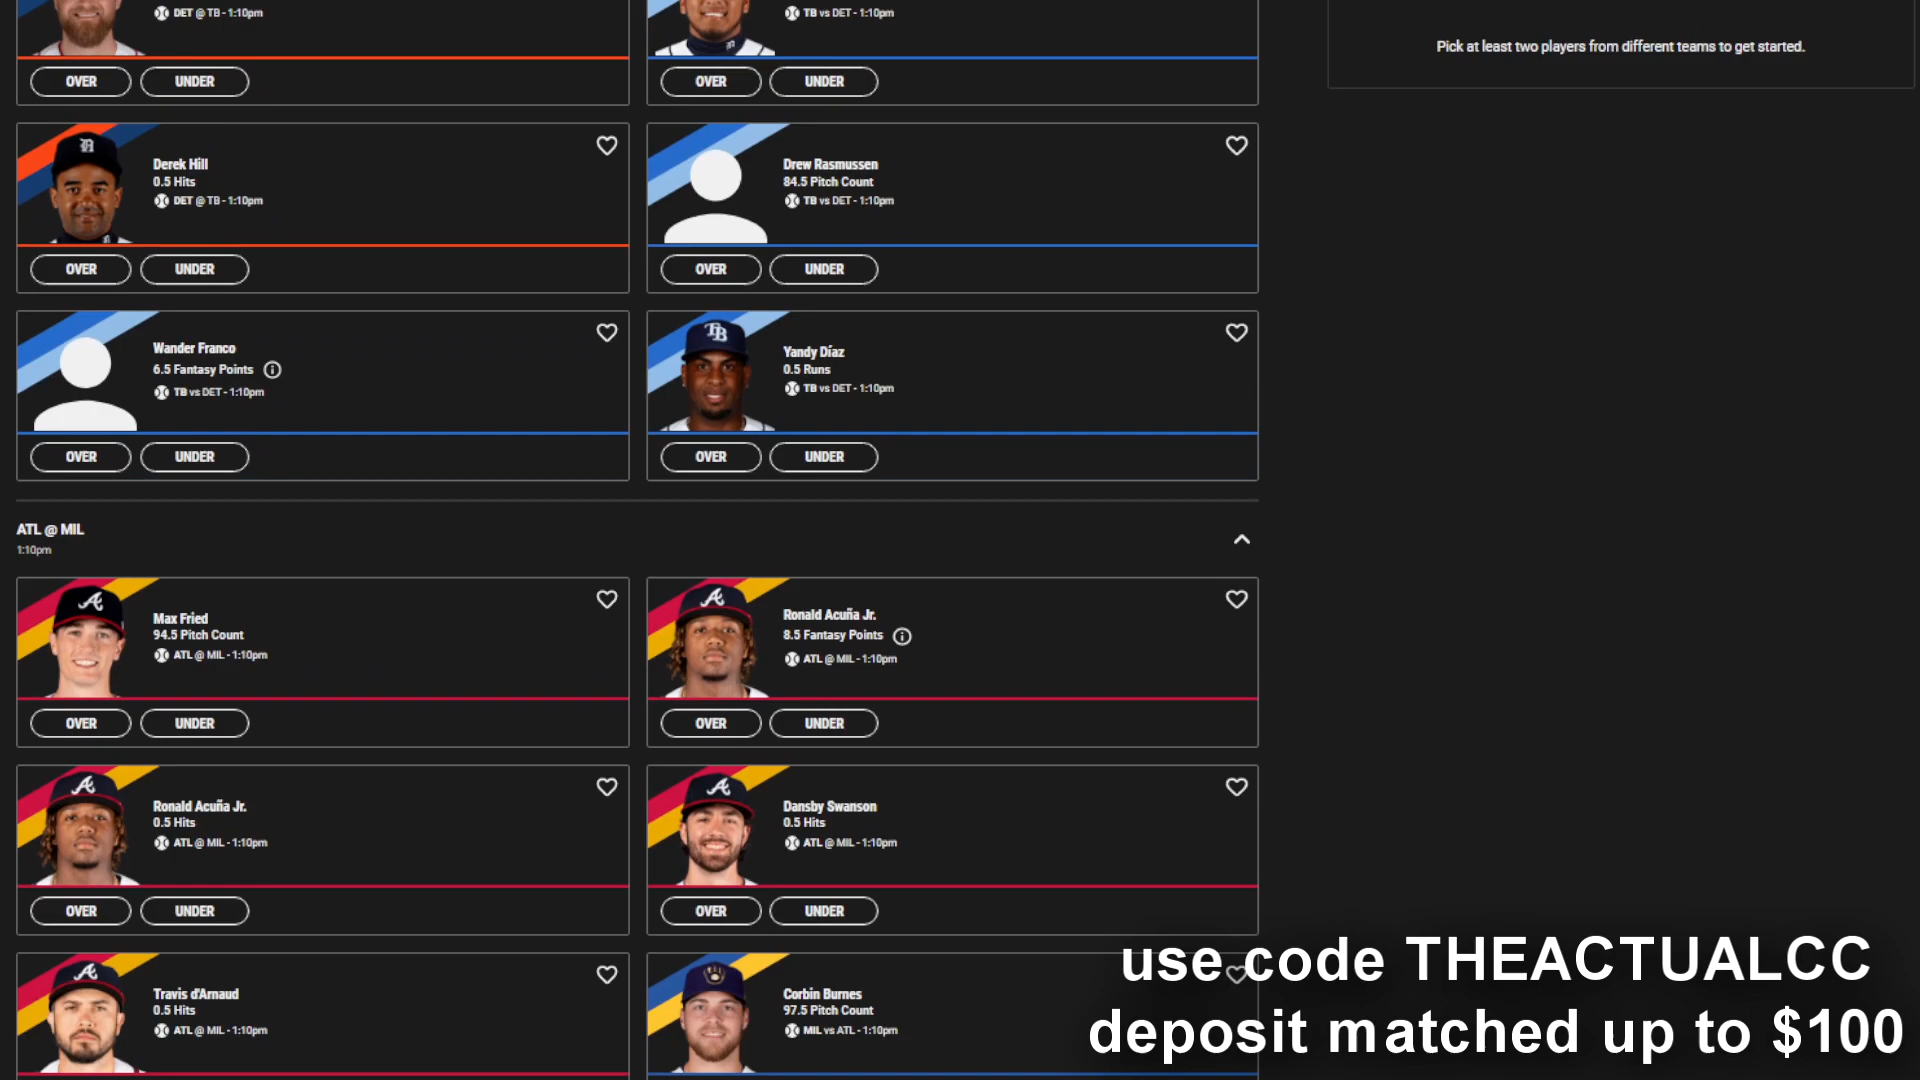 DET @ TB - 1:10pm
TB vs DET - 1:10pm
Pick at least two players from different teams to get started.
OVER UNDER
OVER UNDER
Derek Hill
0.5 Hits
DET @ TB - 1:10pm
OVER UNDER
Drew Rasmussen
84.5 Pitch Count
TB vs DET - 1:10pm
OVER UNDER
Wander Franco
6.5 Fantasy Points
TB vs DET - 1:10pm
OVER UNDER
Yandy Díaz
0.5 Runs
TB vs DET - 1:10pm
OVER UNDER
ATL @ MIL
1:10pm
Max Fried
94.5 Pitch Count
ATL @ MIL - 1:10pm
OVER UNDER
Ronald Acuña Jr.
8.5 Fantasy Points
ATL @ MIL - 1:10pm
OVER UNDER
Ronald Acuña Jr.
0.5 Hits
ATL @ MIL - 1:10pm
OVER UNDER
Dansby Swanson
0.5 Hits
ATL @ MIL - 1:10pm
OVER UNDER
Travis d'Arnaud
0.5 Hits
ATL @ MIL - 1:10pm
Corbin Burnes
97.5 Pitch Count
MIL vs ATL - 1:10pm
use code THEACTUALCC
deposit matched up to $100